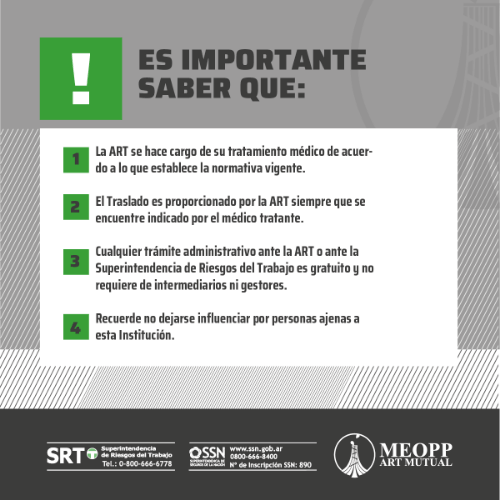 !
ES IMPORTANTE
SABER QUE:
1
La ART se hace cargo de su tratamiento médico de acuer-
do a lo que establece la normativa vigente.
2
El Traslado es proporcionado por la ART siempre que se
encuentre indicado por el médico tratante.
3
Cualquier trámite administrativo ante la ART o ante la
Superintendencia de Riesgos del Trabajo es gratuito y no
requiere de intermediarios ni gestores.
4
Recuerde no dejarse influenciar por personas ajenas a
esta Institución.
SRT
Superintendencia
de Riesgos del Trabajo
Tel.: 0-800-666-6778
SSN
SUPERINTENDENCIA DE
SEGUROS DE LA NACIÓN
www.ssn.gob.ar
0800-666-8400
N° de Inscripción SSN: 890
MEOPP
ART MUTUAL